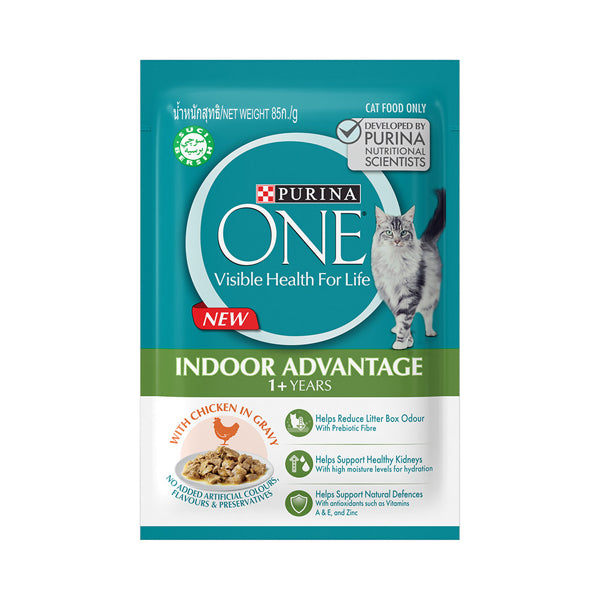 น้ำหนักสุทธิ/NET WEIGHT 85ก./g
CAT FOOD ONLY
SUCI
BERSIH
DEVELOPED BY
PURINA
NUTRITIONAL
SCIENTISTS
PURINA
ONE®
Visible Health For Life
NEW
INDOOR ADVANTAGE
1+ YEARS
WITH CHICKEN IN GRAVY
NO ADDED ARTIFICIAL COLOURS,
FLAVOURS & PRESERVATIVES
Helps Reduce Litter Box Odour
With Prebiotic Fibre
Helps Support Healthy Kidneys
With high moisture levels for hydration
Helps Support Natural Defences
With antioxidants such as Vitamins
A & E, and Zinc